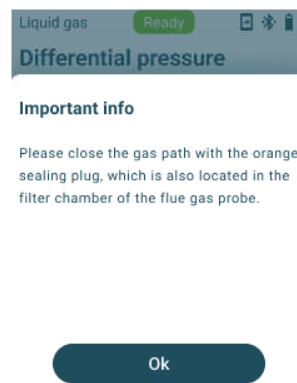 Liquid gas Ready
Differential pressure
Important info
Please close the gas path with the orange
sealing plug, which is also located in the
filter chamber of the flue gas probe.
Ok